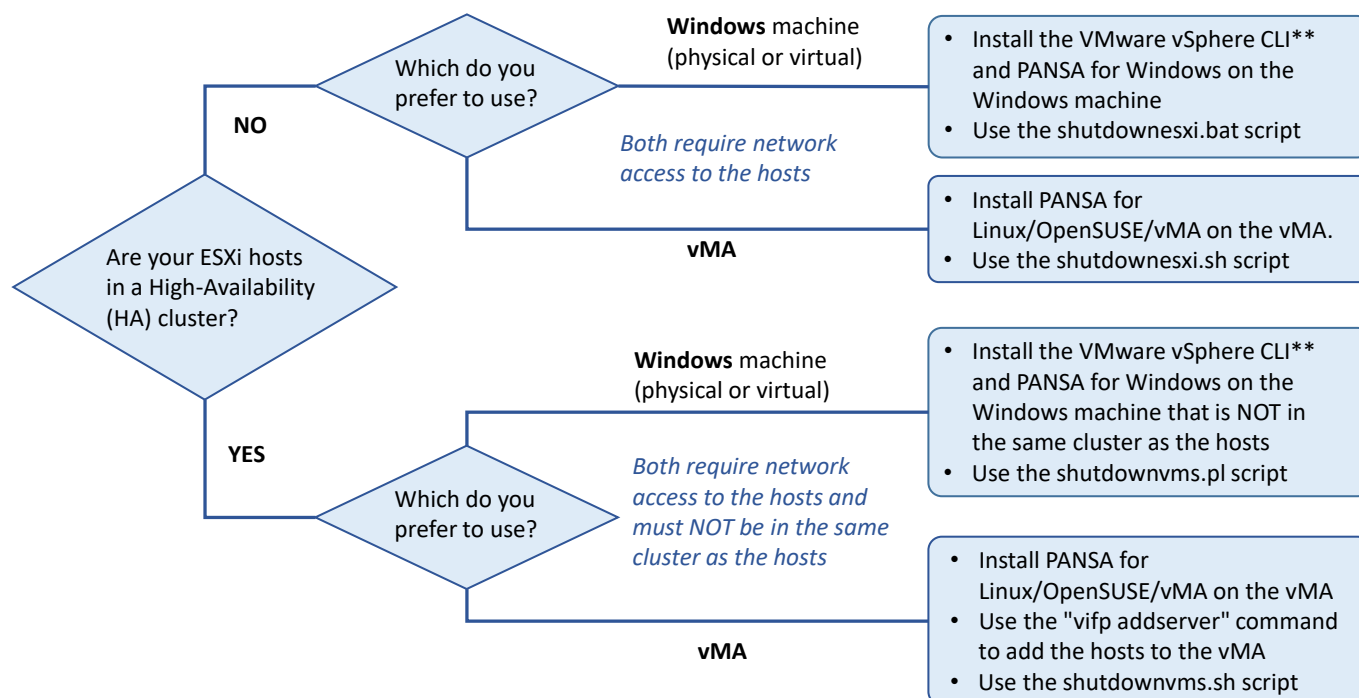 Windows machine
(physical or virtual)
• Install the VMware vSphere CLI**
and PANSA for Windows on the
Windows machine
• Use the shutdownesxi.bat script
Which do you
prefer to use?
NO
Both require network
access to the hosts
• Install PANSA for
Linux/OpenSUSE/vMA on the vMA.
• Use the shutdownesxi.sh script
vMA
Are your ESXi hosts
in a High-Availability
(HA) cluster?
Windows machine
(physical or virtual)
• Install the VMware vSphere CLI**
and PANSA for Windows on the
Windows machine that is NOT in
the same cluster as the hosts
• Use the shutdownvms.pl script
YES
Which do you
prefer to use?
Both require network
access to the hosts and
must NOT be in the same
cluster as the hosts
• Install PANSA for
Linux/OpenSUSE/vMA on the vMA
• Use the "vifp addserver" command
to add the hosts to the vMA
• Use the shutdownvms.sh script
vMA